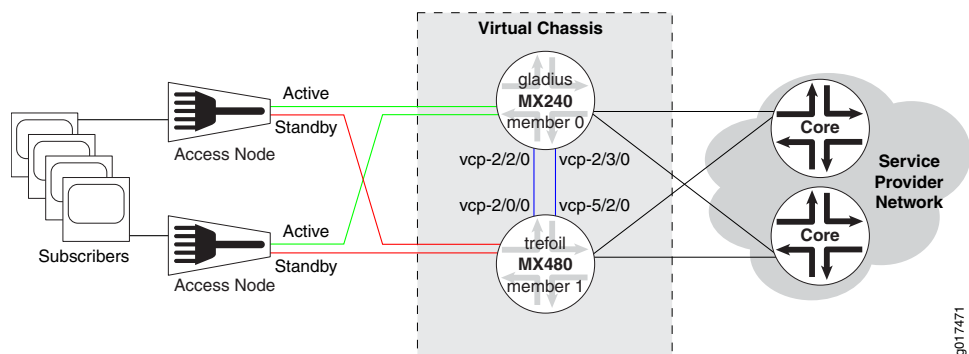 Virtual Chassis
gladius
MX240
member 0
Active
Standby
Access Node
vcp-2/2/0
vcp-2/3/0
vcp-2/0/0
vcp-5/2/0
Core
Service
Provider
Network
Core
Subscribers
Active
Standby
Access Node
trefoil
MX480
member 1
g017471